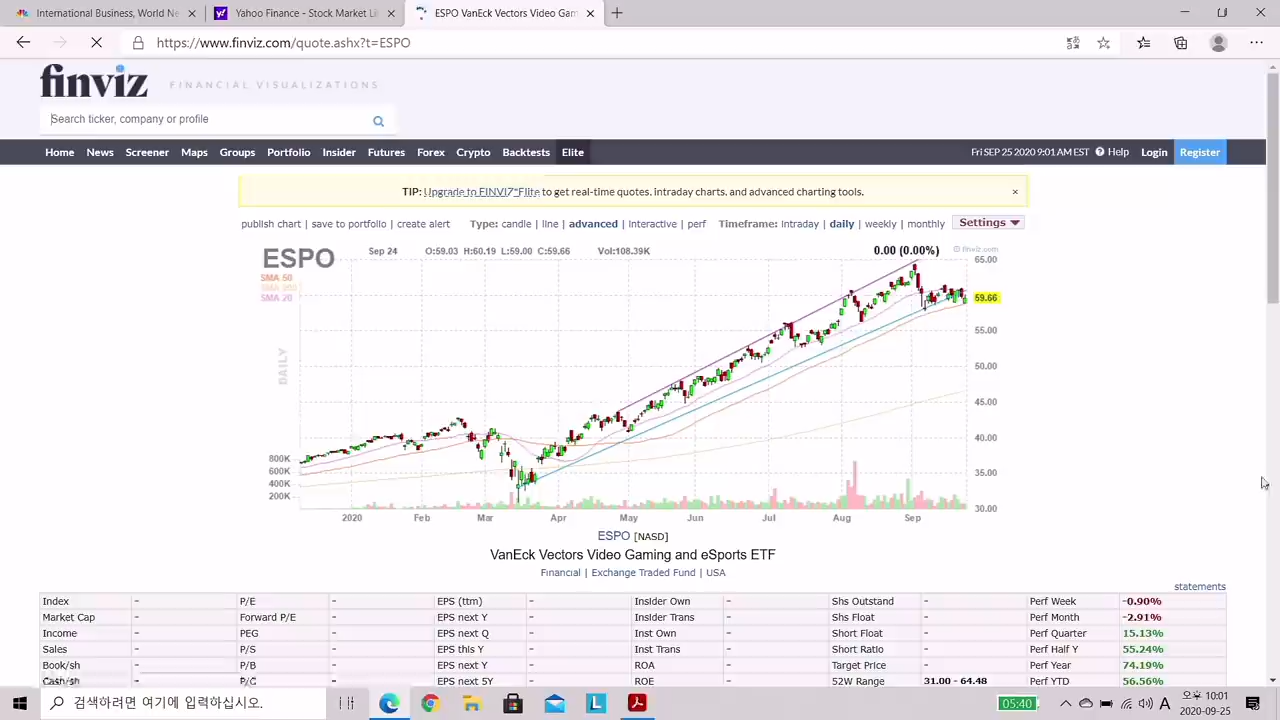 International: World Ne
Yahoo Finance - Stock Market Li
ESPO VanEck Vectors Video Gam
https://www.finviz.com/quote.ashx?t=ESPO
finviz FINANCIAL VISUALIZATIONS
Search ticker, company or profile
Home News Screener Maps Groups Portfolio Insider Futures Forex Crypto Backtests Elite
Fri SEP 25 2020 9:01 AM EST Help Login Register
TIP: Upgrade to FINVIZ*Elite to get real-time quotes, intraday charts, and advanced charting tools. ×
publish chart | save to portfolio | create alert Type: candle | line | advanced | interactive | perf Timeframe: intraday | daily | weekly | monthly Settings
ESPO Sep 24 O:59.03 H:60.19 L:59.00 C:59.66 Vol:108.39K 0.00 (0.00%) © finviz.com
SMA 50
SMA 200
SMA 20
DAILY
65.00
59.66
55.00
50.00
45.00
40.00
35.00
30.00
800K
600K
400K
200K
2020 Feb Mar Apr May Jun Jul Aug Sep
ESPO [NASD]
VanEck Vectors Video Gaming and eSports ETF
Financial | Exchange Traded Fund | USA
statements
Index - P/E - EPS (ttm) - Insider Own - Shs Outstand - Perf Week -0.90%
Market Cap - Forward P/E - EPS next Y - Insider Trans - Shs Float - Perf Month -2.91%
Income - PEG - EPS next Q - Inst Own - Short Float - Perf Quarter 15.13%
Sales - P/S - EPS this Y - Inst Trans - Short Ratio - Perf Half Y 55.24%
Book/sh - P/B - EPS next Y - ROA - Target Price - Perf Year 74.19%
Cash/sh - P/C - EPS next 5Y - ROE - 52W Range 31.00 - 64.48 Perf YTD 56.56%
검색하려면 여기에 입력하십시오.
05:40
A
오후 10:01
2020-09-25